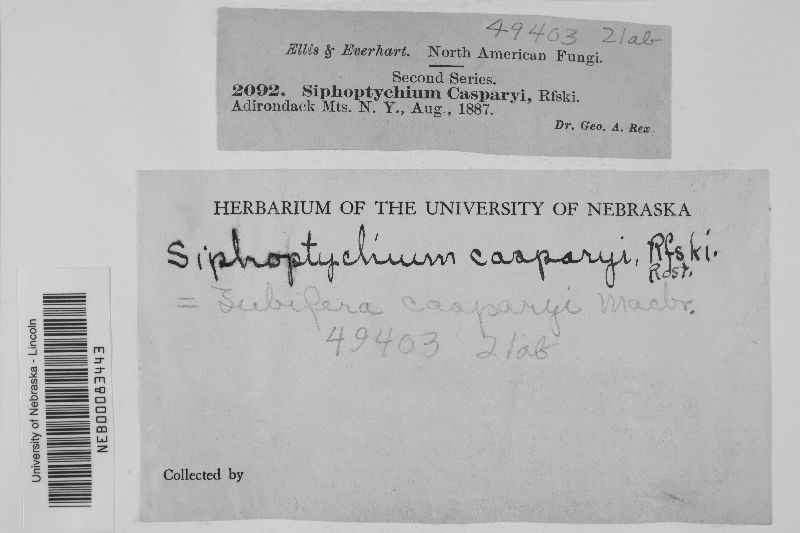 49403 21ab
Ellis & Everhart. North American Fungi.
Second Series.
2092. Siphoptychium Casparyi, Rfski.
Adirondack Mts. N. Y., Aug., 1887.
Dr. Geo. A. Rex.
HERBARIUM OF THE UNIVERSITY OF NEBRASKA
Siphoptychium casparyi, Rfski.
Rost.
= Tubifera casparyi Macbr.
49403 21ab
Collected by
University of Nebraska - Lincoln
NEB0008E443